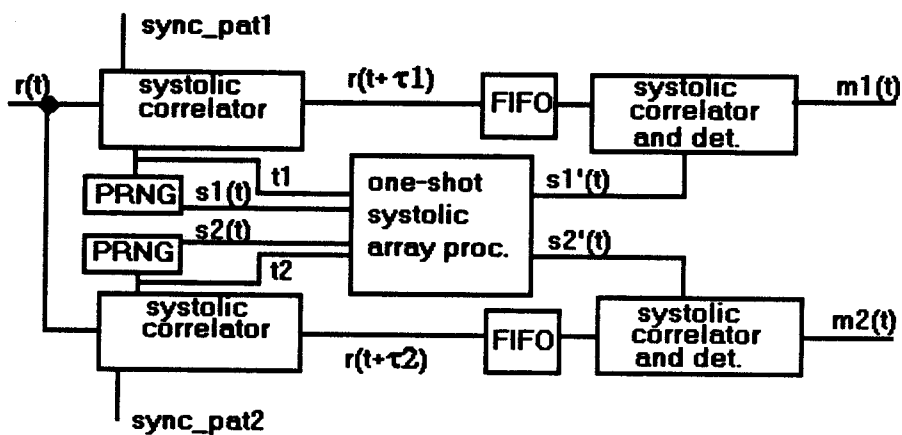 sync_pat1
r(t)
systolic
correlator
r(t+τ1)
FIFO
systolic
correlator
and det.
m1(t)
PRNG
s1(t)
t1
one-shot
systolic
array proc.
s1'(t)
PRNG
s2(t)
t2
s2'(t)
systolic
correlator
r(t+τ2)
FIFO
systolic
correlator
and det.
m2(t)
sync_pat2